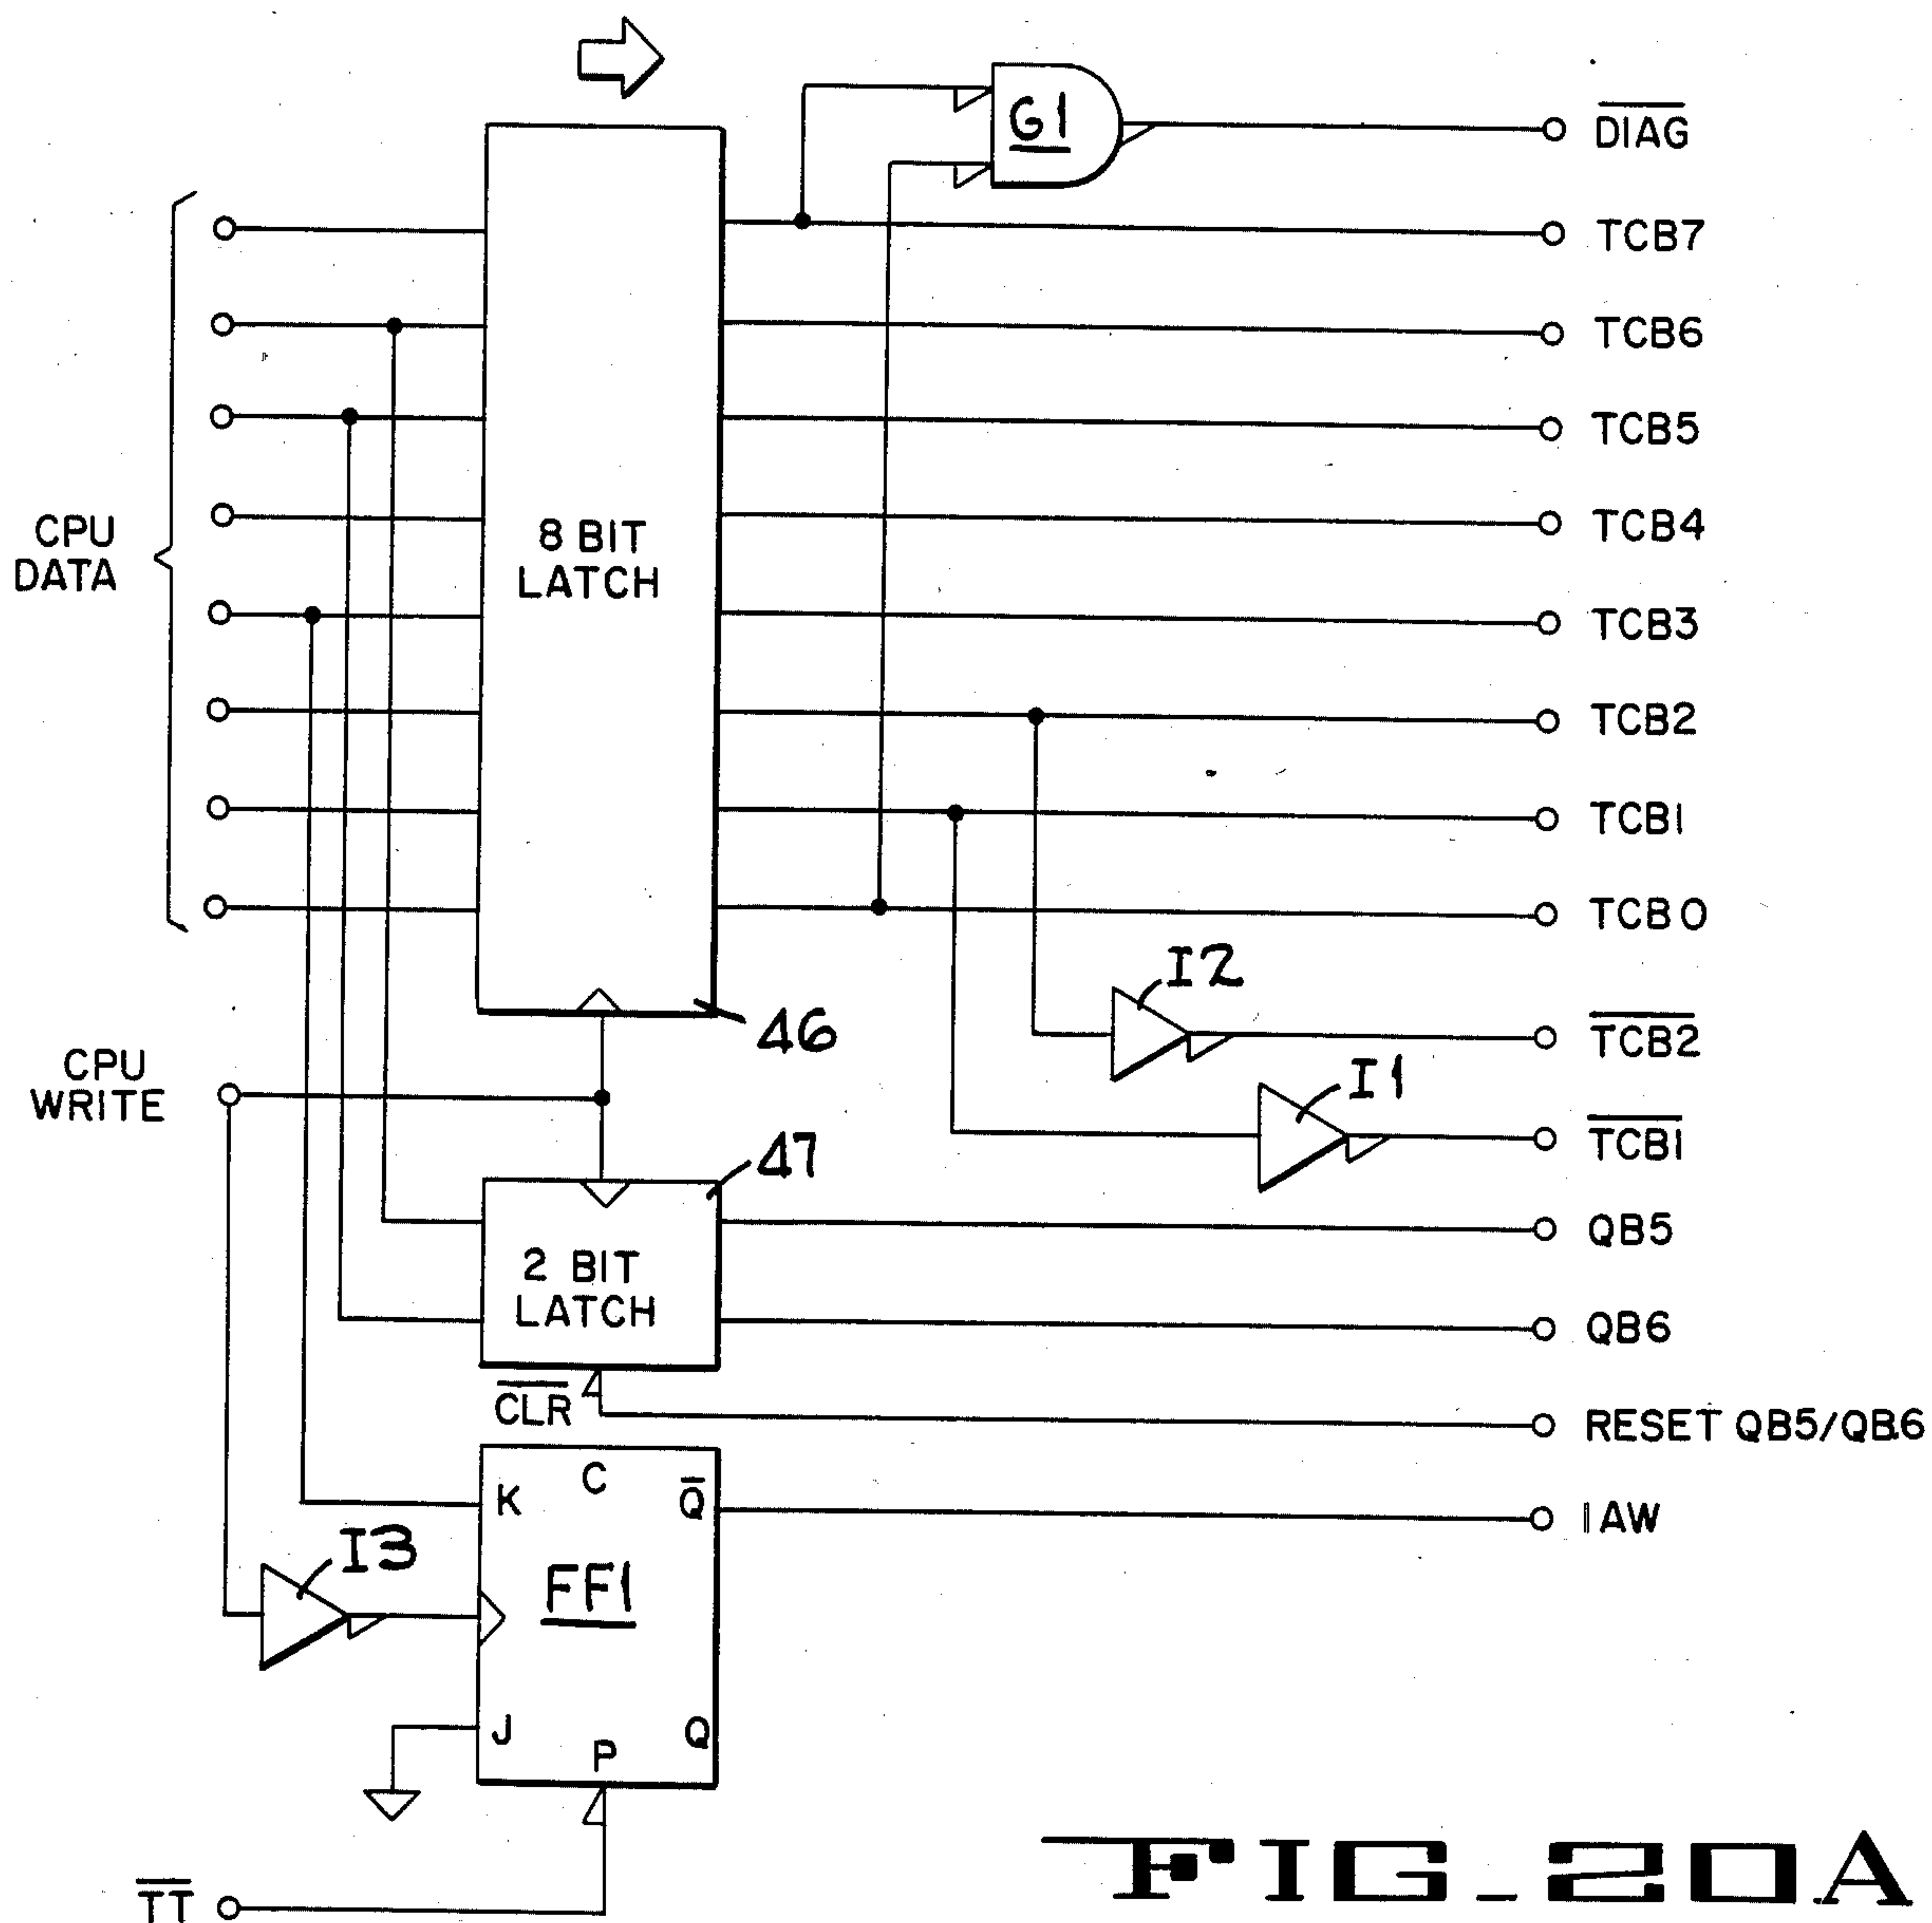 G1
DIAG
TCB7
TCB6
TCB5
TCB4
TCB3
TCB2
TCB1
TCB0
CPU
DATA
8 BIT
LATCH
46
I2
TCB2
I1
TCB1
CPU
WRITE
47
2 BIT
LATCH
QB5
QB6
CLR
RESET QB5/QB6
K
C
Q
IAW
I3
FF1
J
P
Q
TT
FIG_20A